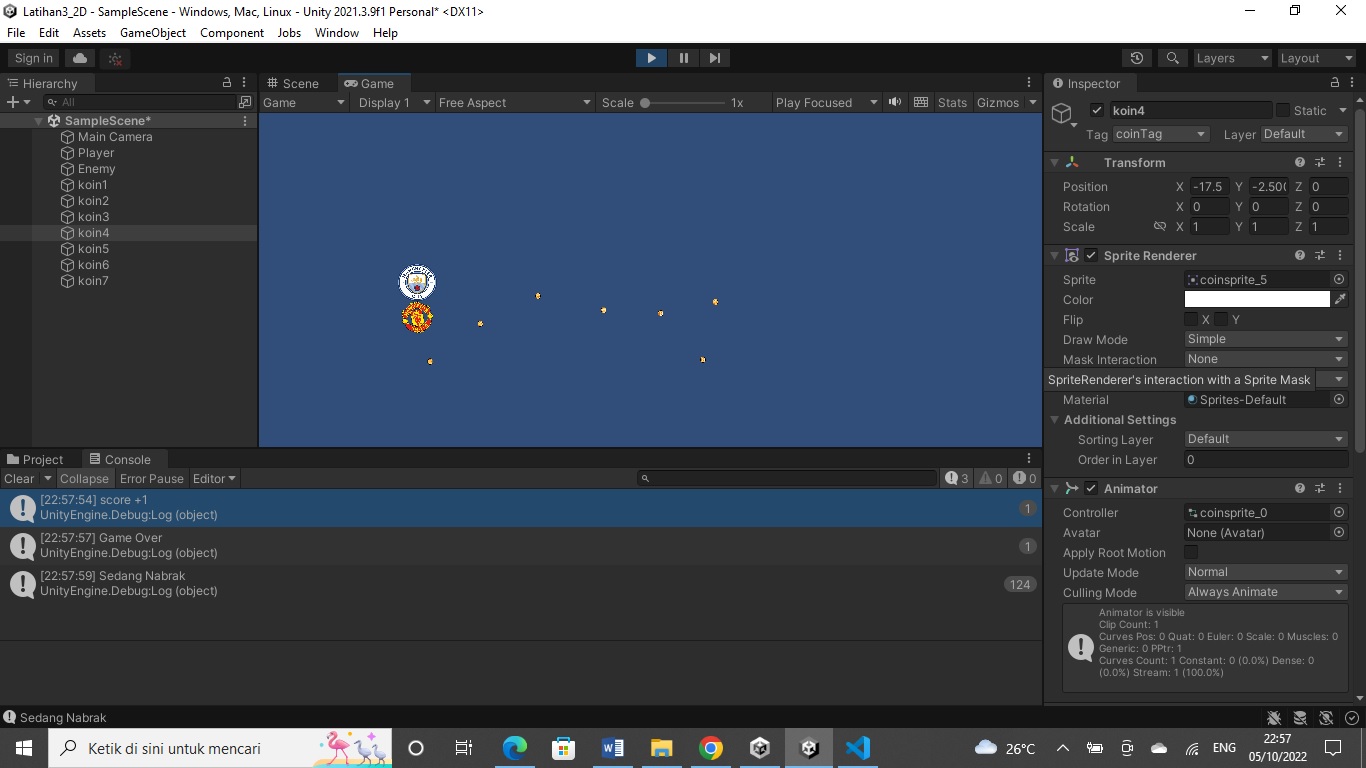 Latihan3_2D - SampleScene - Windows, Mac, Linux - Unity 2021.3.9f1 Personal* <DX11>
File Edit Assets GameObject Component Jobs Window Help
Sign in Layers Layout
Hierarchy Scene Game Inspector
All Game Display 1 Free Aspect Scale 1x Play Focused Stats Gizmos
SampleScene*
Main Camera
Player
Enemy
koin1
koin2
koin3
koin4
koin5
koin6
koin7
koin4 Static
Tag coinTag Layer Default
Transform
Position X -17.5 Y -2.500 Z 0
Rotation X 0 Y 0 Z 0
Scale X 1 Y 1 Z 1
Sprite Renderer
Sprite coinsprite_5
Color
Flip X Y
Draw Mode Simple
Mask Interaction None
SpriteRenderer's interaction with a Sprite Mask
Material Sprites-Default
Additional Settings
Sorting Layer Default
Order in Layer 0
Animator
Controller coinsprite_0
Avatar None (Avatar)
Apply Root Motion
Update Mode Normal
Culling Mode Always Animate
Animator is visible
Clip Count: 1
Curves Pos: 0 Quat: 0 Euler: 0 Scale: 0 Muscles: 0
Generic: 0 PPtr: 1
Curves Count: 1 Constant: 0 (0.0%) Dense: 0
(0.0%) Stream: 1 (100.0%)
Project Console
Clear Collapse Error Pause Editor 3 0 0
[22:57:54] score +1
UnityEngine.Debug:Log (object) 1
[22:57:57] Game Over
UnityEngine.Debug:Log (object) 1
[22:57:59] Sedang Nabrak
UnityEngine.Debug:Log (object) 124
Sedang Nabrak
Ketik di sini untuk mencari 26°C ENG 22:57
05/10/2022